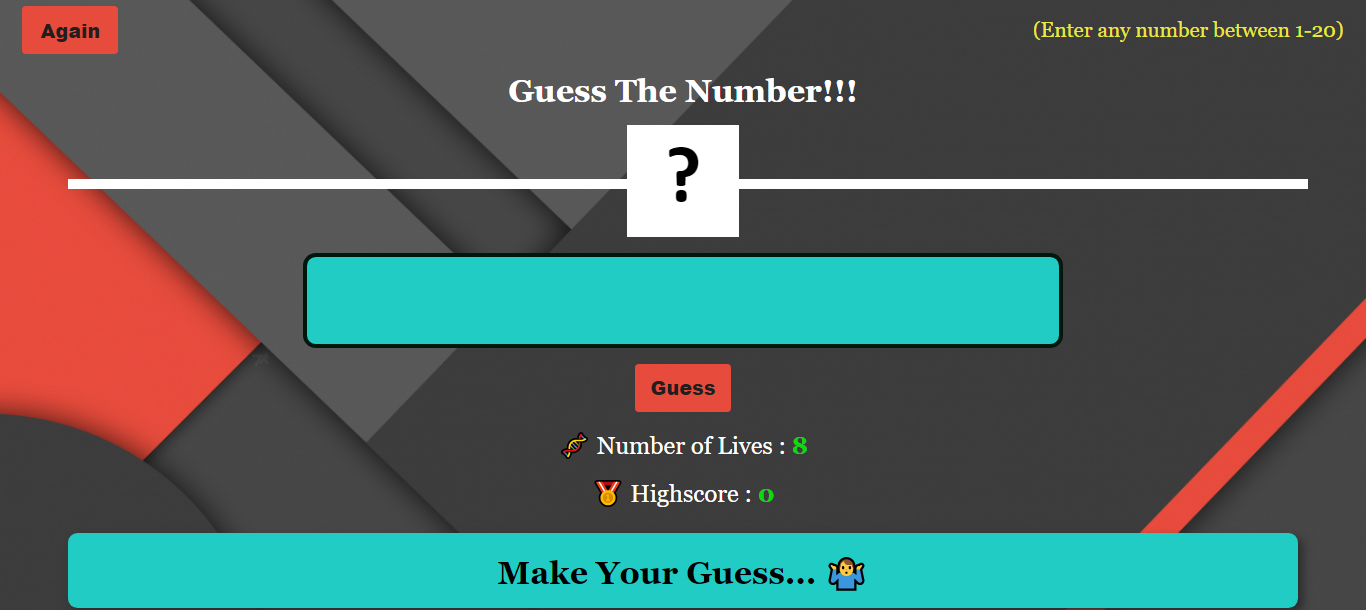 Again
(Enter any number between 1-20)
Guess The Number!!!
?
Guess
🧬 Number of Lives : 8
🏅 Highscore : 0
Make Your Guess... 🤷‍♂️